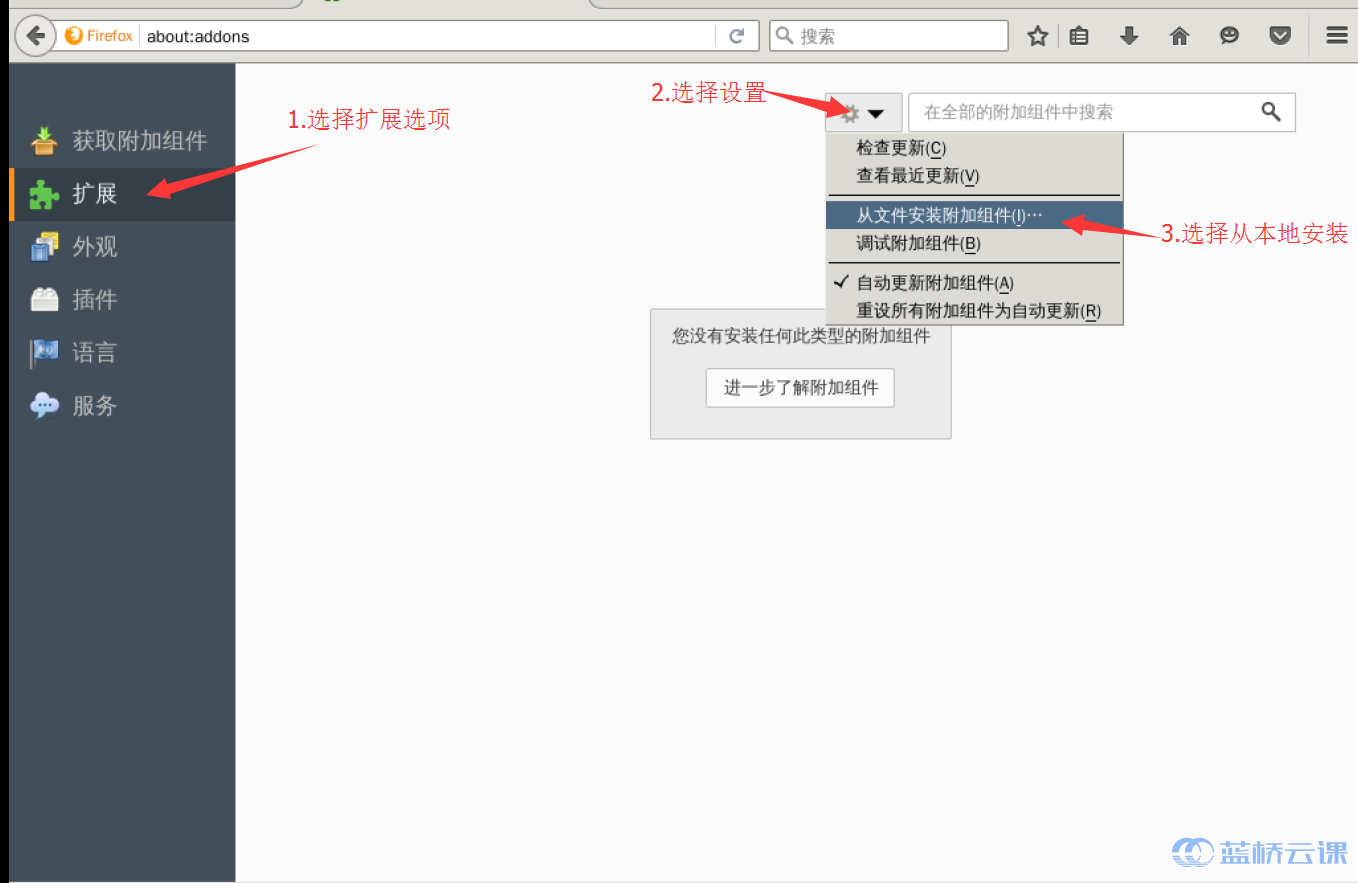 Firefox about:addons 搜索
2.选择设置
在全部的附加组件中搜索
1.选择扩展选项
获取附加组件
扩展
外观
插件
语言
服务
检查更新(C)
查看最近更新(V)
从文件安装附加组件(I)…
3.选择从本地安装
调试附加组件(B)
自动更新附加组件(A)
重设所有附加组件为自动更新(R)
您没有安装任何此类型的附加组件
进一步了解附加组件
蓝桥云课